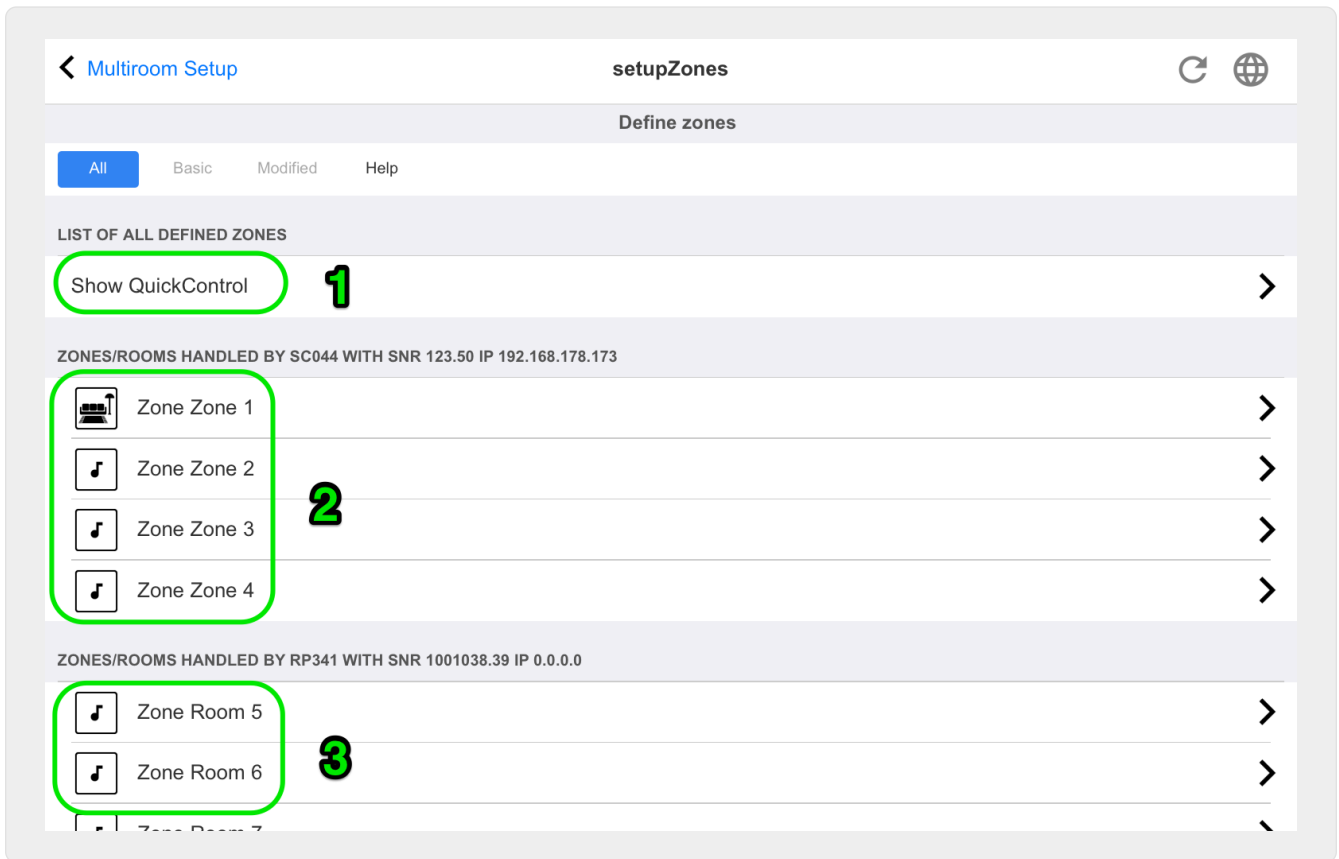 Multiroom Setup
setupZones
Define zones
All Basic Modified Help
LIST OF ALL DEFINED ZONES
Show QuickControl
1
ZONES/ROOMS HANDLED BY SC044 WITH SNR 123.50 IP 192.168.178.173
Zone Zone 1
Zone Zone 2
2
Zone Zone 3
Zone Zone 4
ZONES/ROOMS HANDLED BY RP341 WITH SNR 1001038.39 IP 0.0.0.0
Zone Room 5
3
Zone Room 6
Zone Room 7